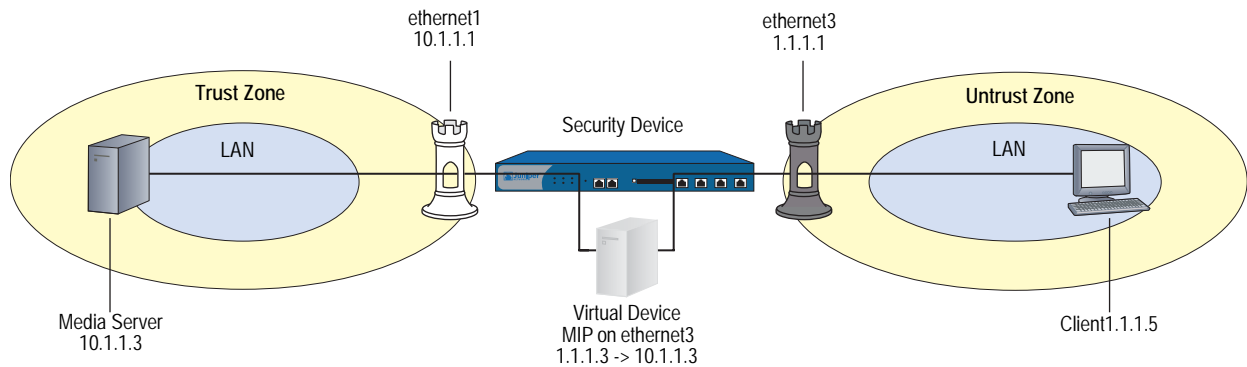 ethernet1
10.1.1.1
ethernet3
1.1.1.1
Trust Zone
Untrust Zone
Security Device
LAN
LAN
Juniper
Virtual Device
MIP on ethernet3
1.1.1.3 -> 10.1.1.3
Media Server
10.1.1.3
Client1.1.1.5